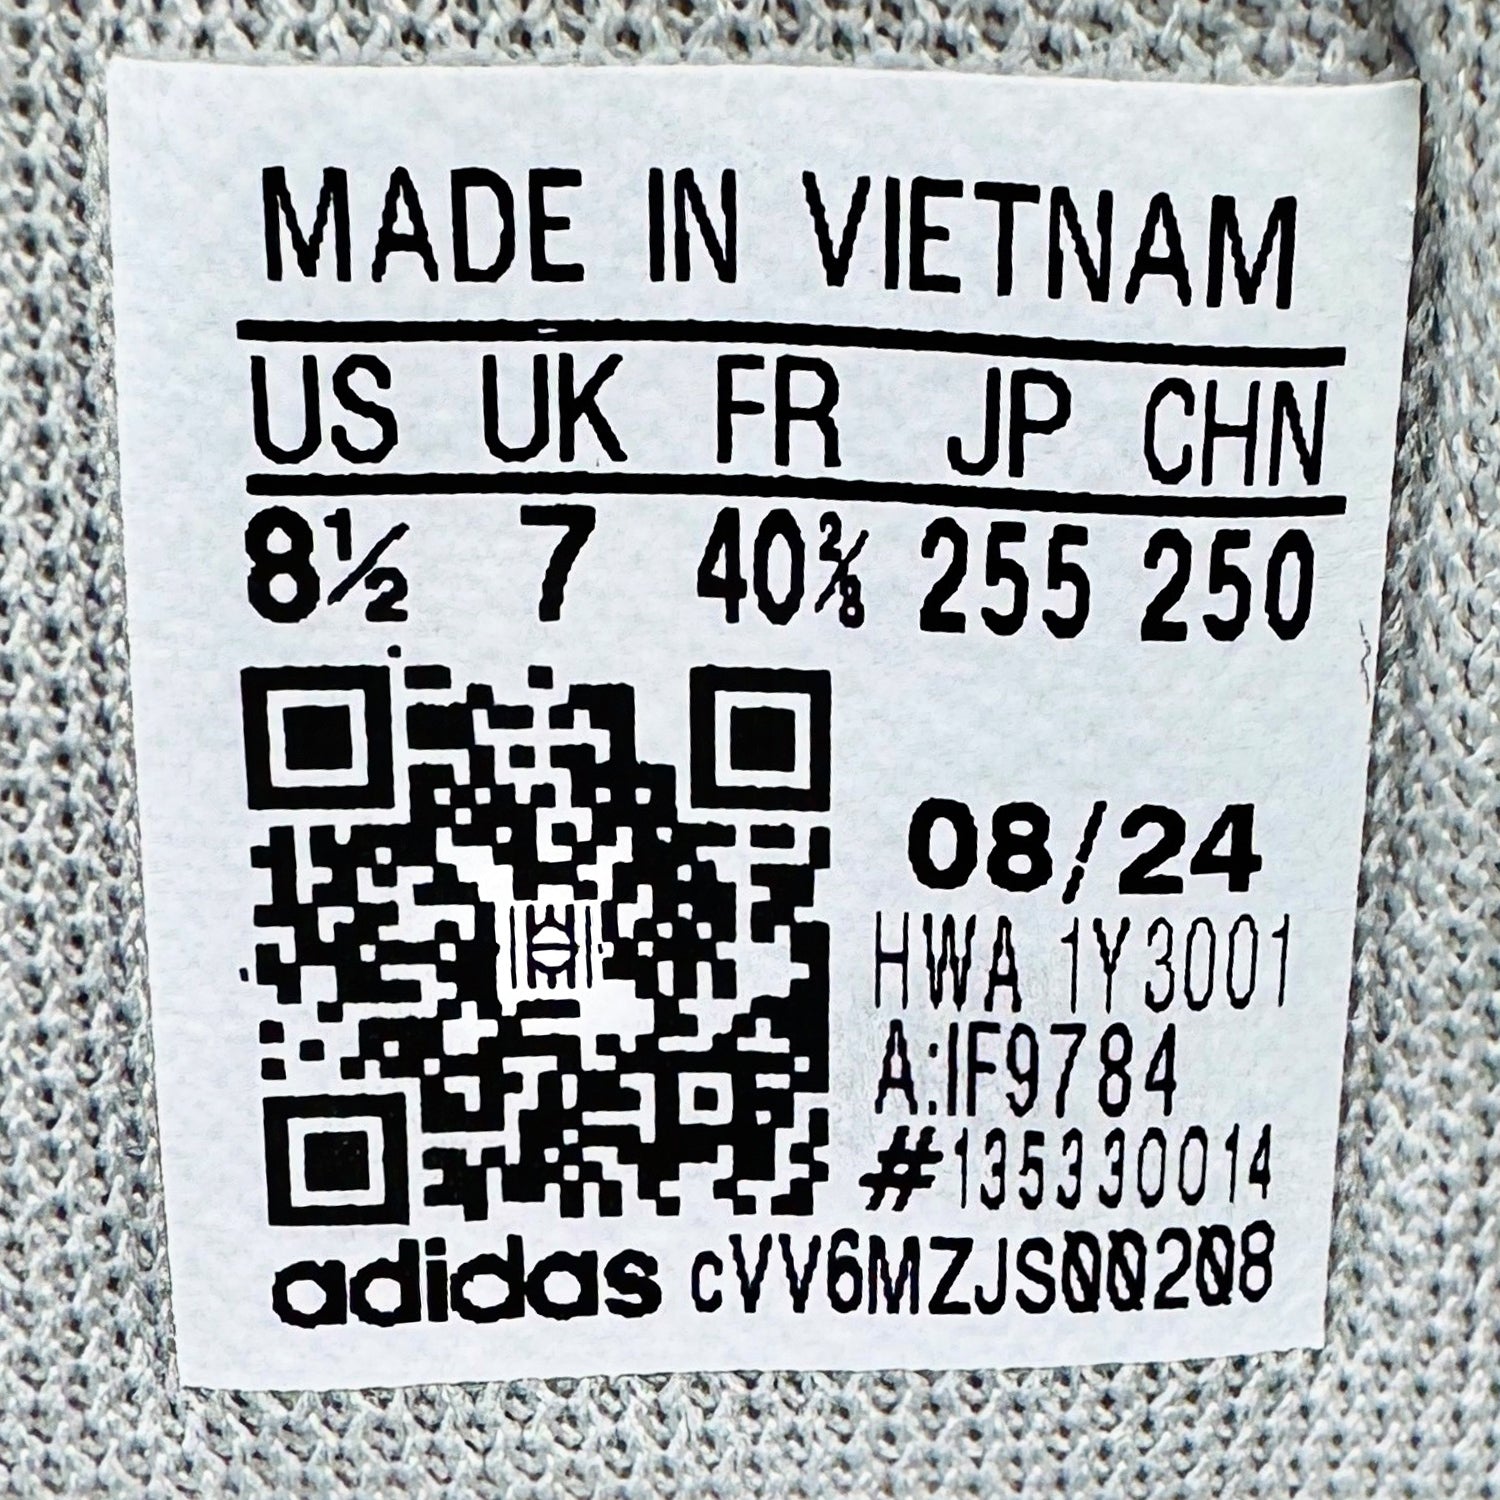 MADE IN VIETNAM
US UK FR JP CHN
8½ 7 40⅔ 255 250
08/24
HWA 1Y3001
A:IF9784
#135330014
adidas cVV6MZJS00208